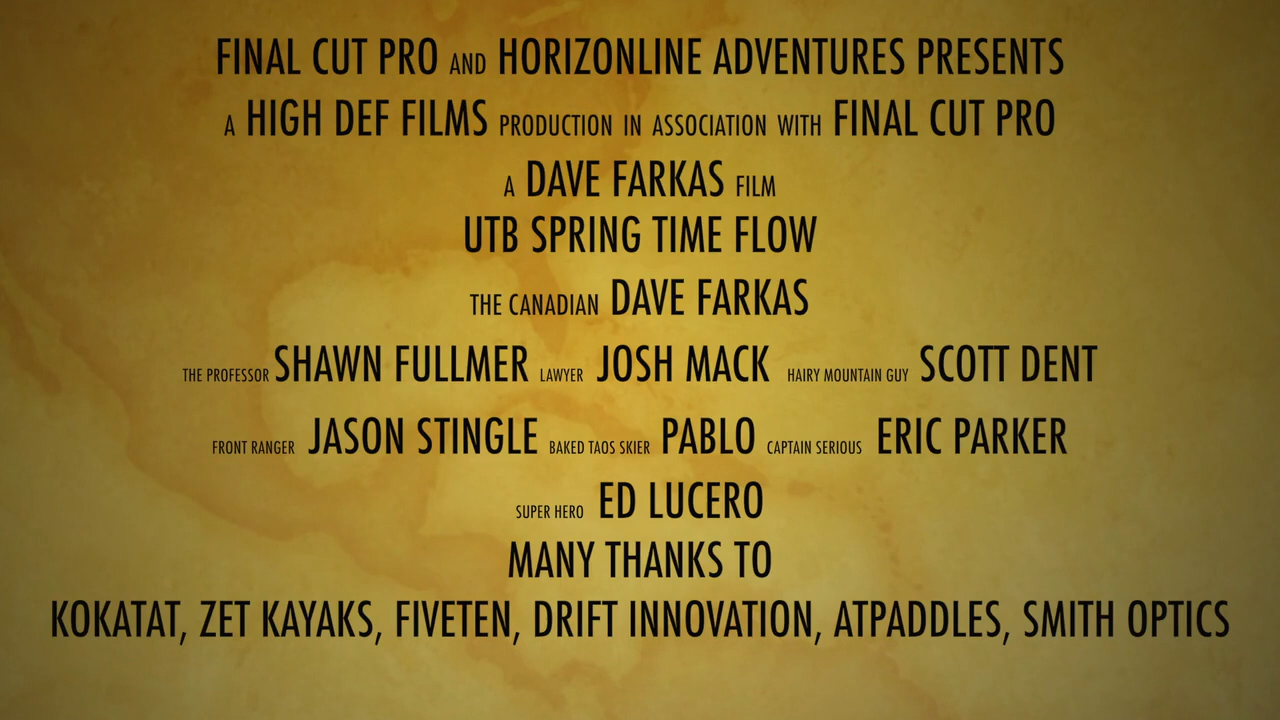 FINAL CUT PRO AND HORIZONLINE ADVENTURES PRESENTS
A HIGH DEF FILMS PRODUCTION IN ASSOCIATION WITH FINAL CUT PRO
A DAVE FARKAS FILM
UTB SPRING TIME FLOW
THE CANADIAN DAVE FARKAS
THE PROFESSOR SHAWN FULLMER LAWYER JOSH MACK HAIRY MOUNTAIN GUY SCOTT DENT
FRONT RANGER JASON STINGLE BAKED TAOS SKIER PABLO CAPTAIN SERIOUS ERIC PARKER
SUPER HERO ED LUCERO
MANY THANKS TO
KOKATAT, ZET KAYAKS, FIVETEN, DRIFT INNOVATION, ATPADDLES, SMITH OPTICS